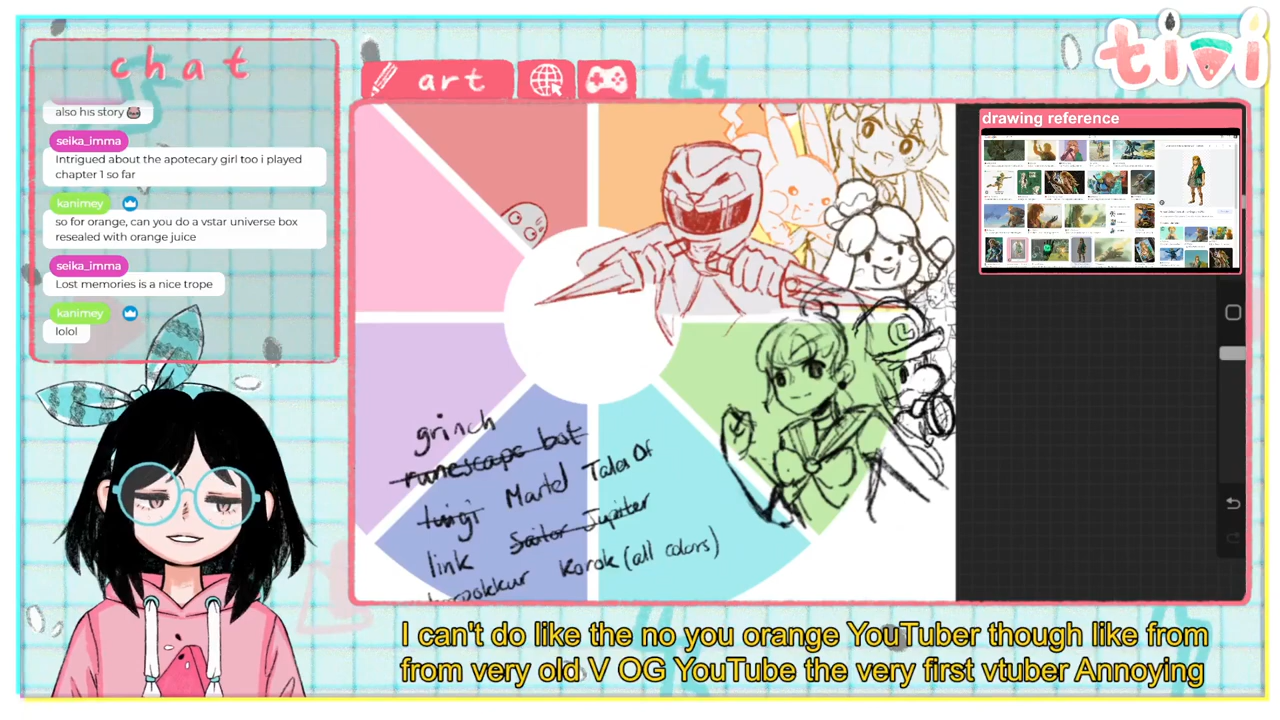 chat
also his story
seika_imma
Intrigued about the apotecary girl too i played
chapter 1 so far
kanimey
so for orange, can you do a vstar universe box
resealed with orange juice
seika_imma
Lost memories is a nice trope
kanimey
lolol
art
tivi
drawing reference
L
grinch
runescape bot
luigi Martel Tales Of
link Sailor Jupiter
Korok (all colors)
I can't do like the no you orange YouTuber though like from
from very old V OG YouTube the very first vtuber Annoying